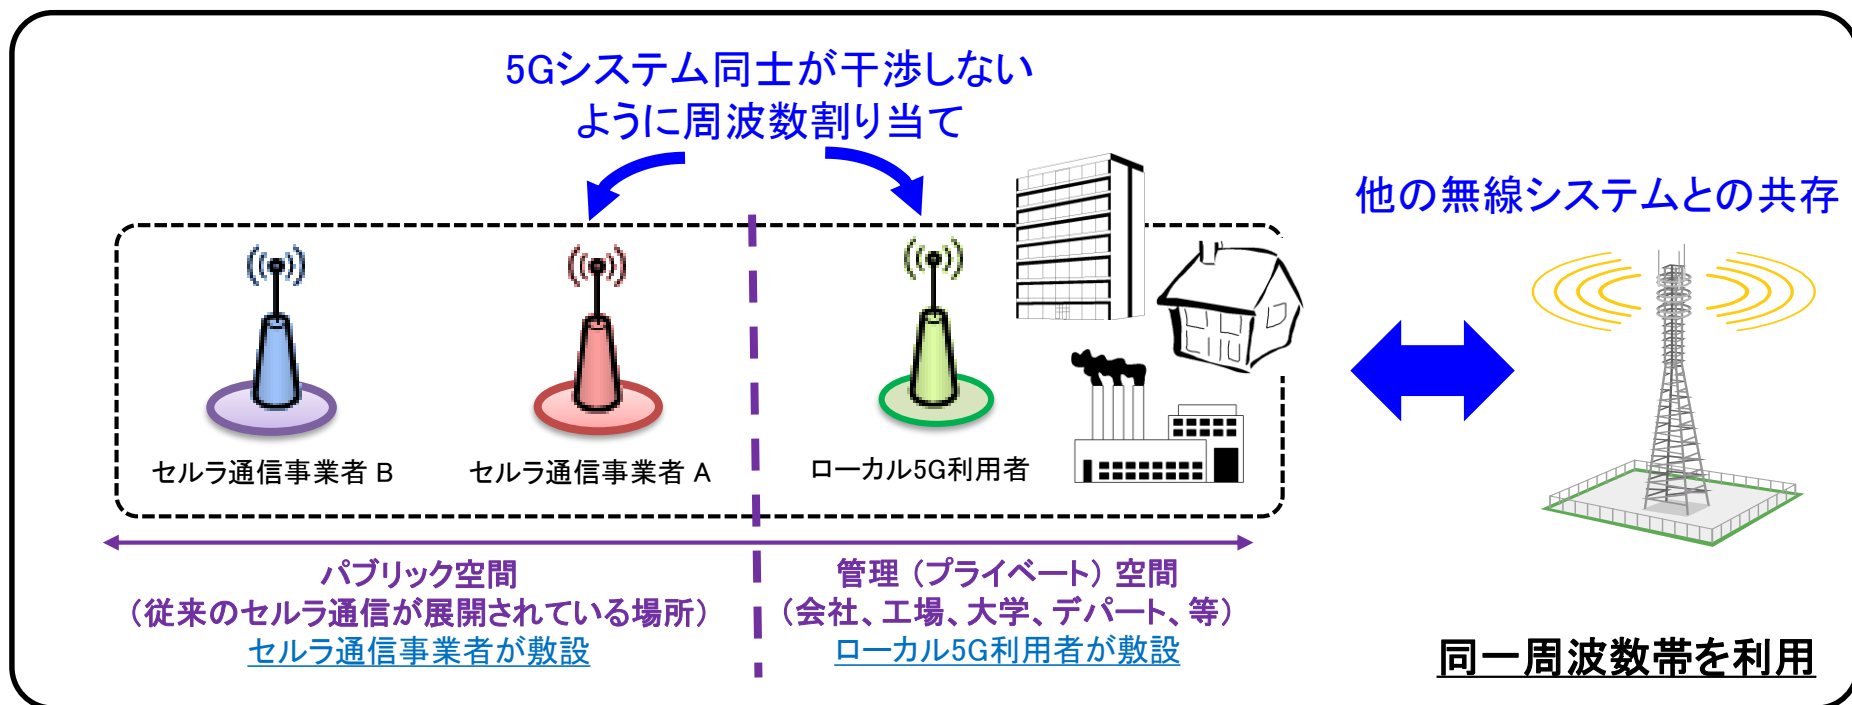 5Gシステム同士が干渉しない
ように周波数割り当て
他の無線システムとの共存
セルラ通信事業者 B
セルラ通信事業者 A
ローカル5G利用者
パブリック空間
（従来のセルラ通信が展開されている場所）
セルラ通信事業者が敷設
管理（プライベート）空間
（会社、工場、大学、デパート、等）
ローカル5G利用者が敷設
同一周波数帯を利用